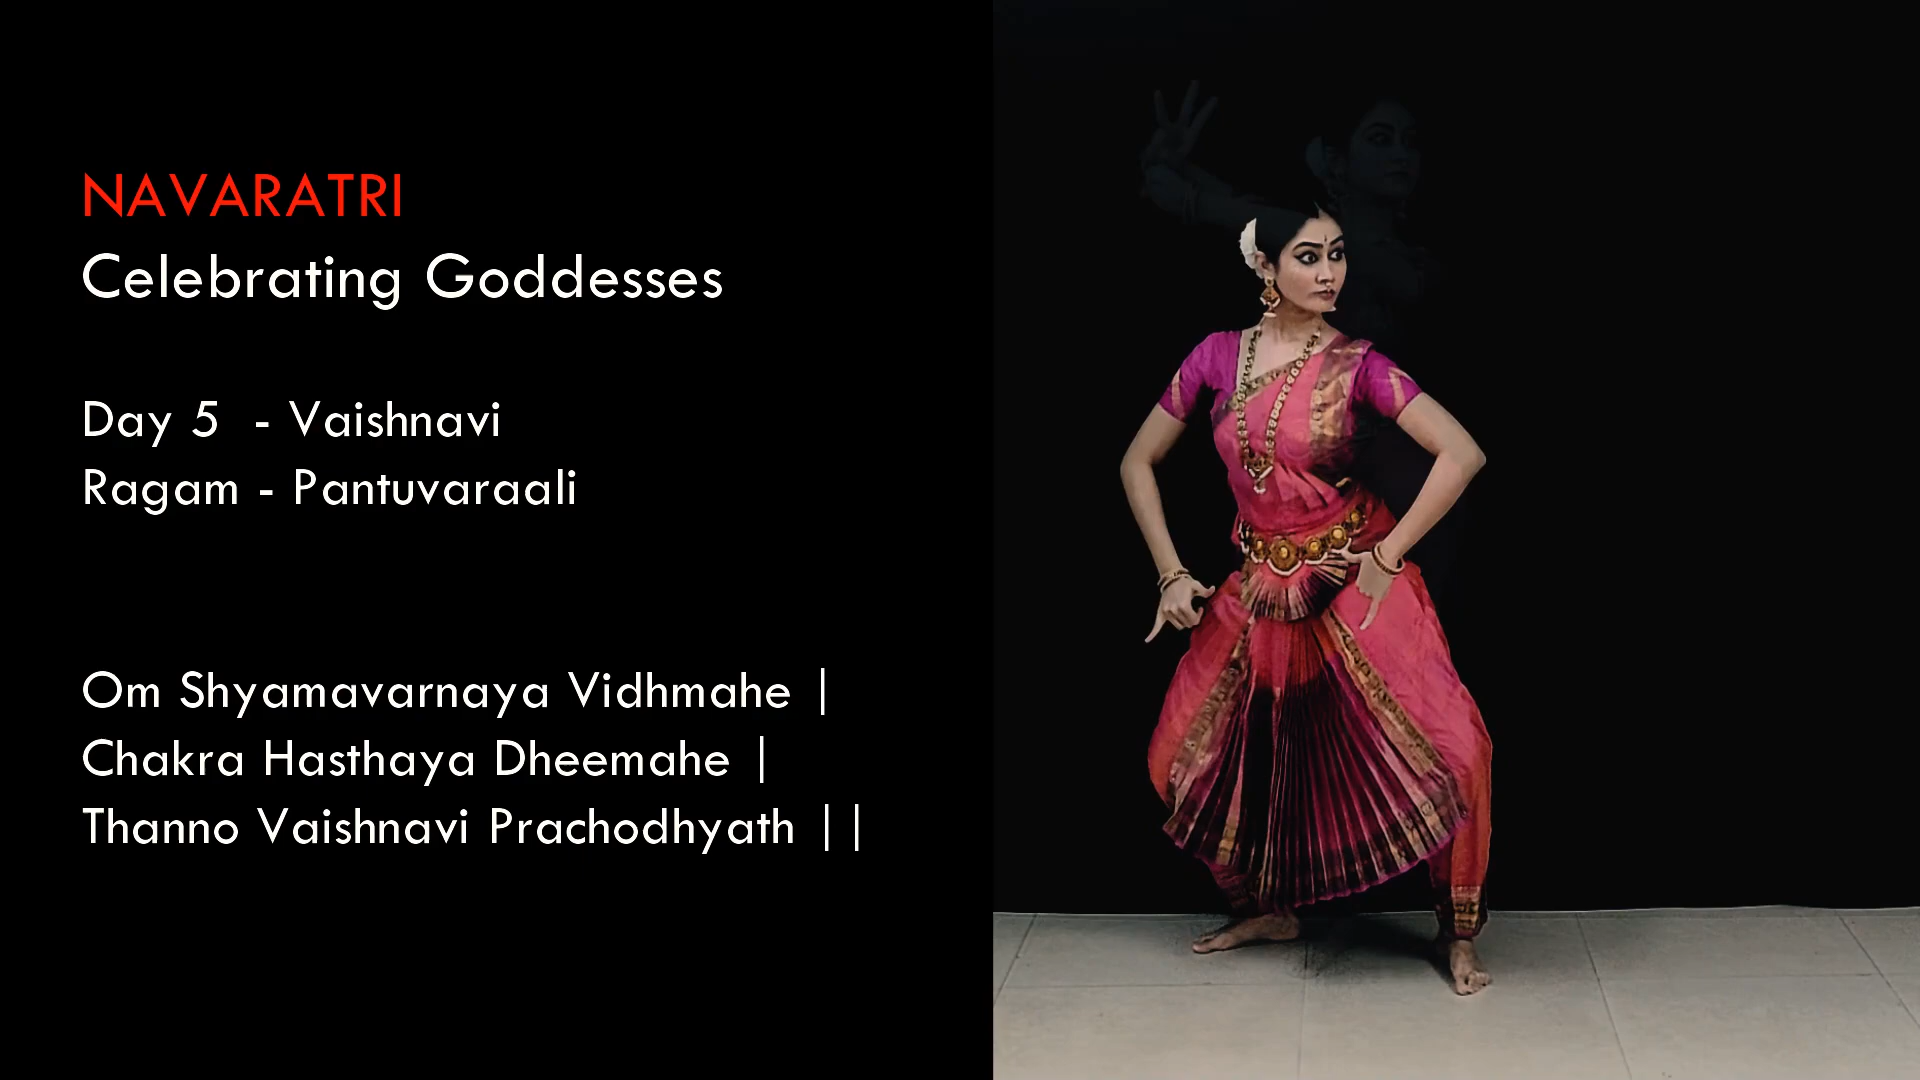 NAVARATRI
Celebrating Goddesses
Day 5  - Vaishnavi
Ragam - Pantuvaraali
Om Shyamavarnaya Vidhmahe |
Chakra Hasthaya Dheemahe |
Thanno Vaishnavi Prachodhyath ||